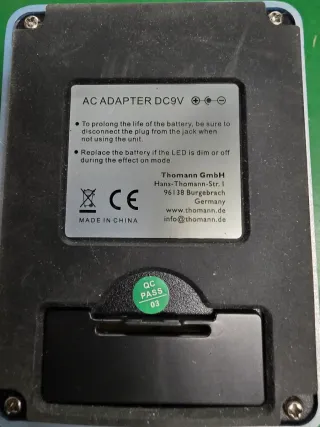 AC ADAPTER DC9V
● To prolong the life of the battery, be sure to
disconnect the plug from the jack when
not using the unit.
● Replace the battery if the LED is dim or off
during the effect on mode.
Thomann GmbH
Hans-Thomann-Str.1
96138 Burgebrach
Germany
www.thomann.de
info@thomann.de
CE
MADE IN CHINA
QC
PASS
03